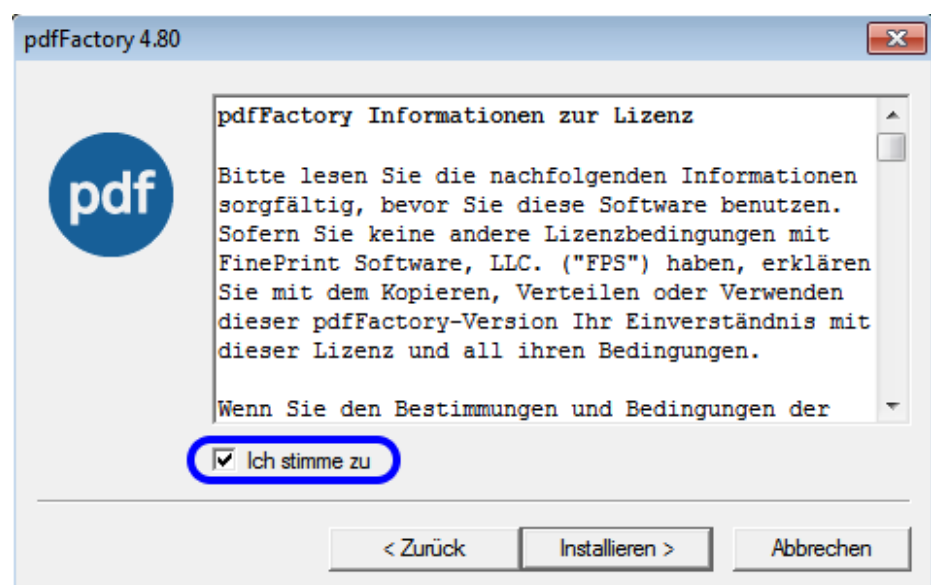 pdfFactory 4.80
pdfFactory Informationen zur Lizenz
pdf
Bitte lesen Sie die nachfolgenden Informationen
sorgfältig, bevor Sie diese Software benutzen.
Sofern Sie keine andere Lizenzbedingungen mit
FinePrint Software, LLC. ("FPS") haben, erklären
Sie mit dem Kopieren, Verteilen oder Verwenden
dieser pdfFactory-Version Ihr Einverständnis mit
dieser Lizenz und all ihren Bedingungen.
Wenn Sie den Bestimmungen und Bedingungen der
Ich stimme zu
< Zurück Installieren > Abbrechen